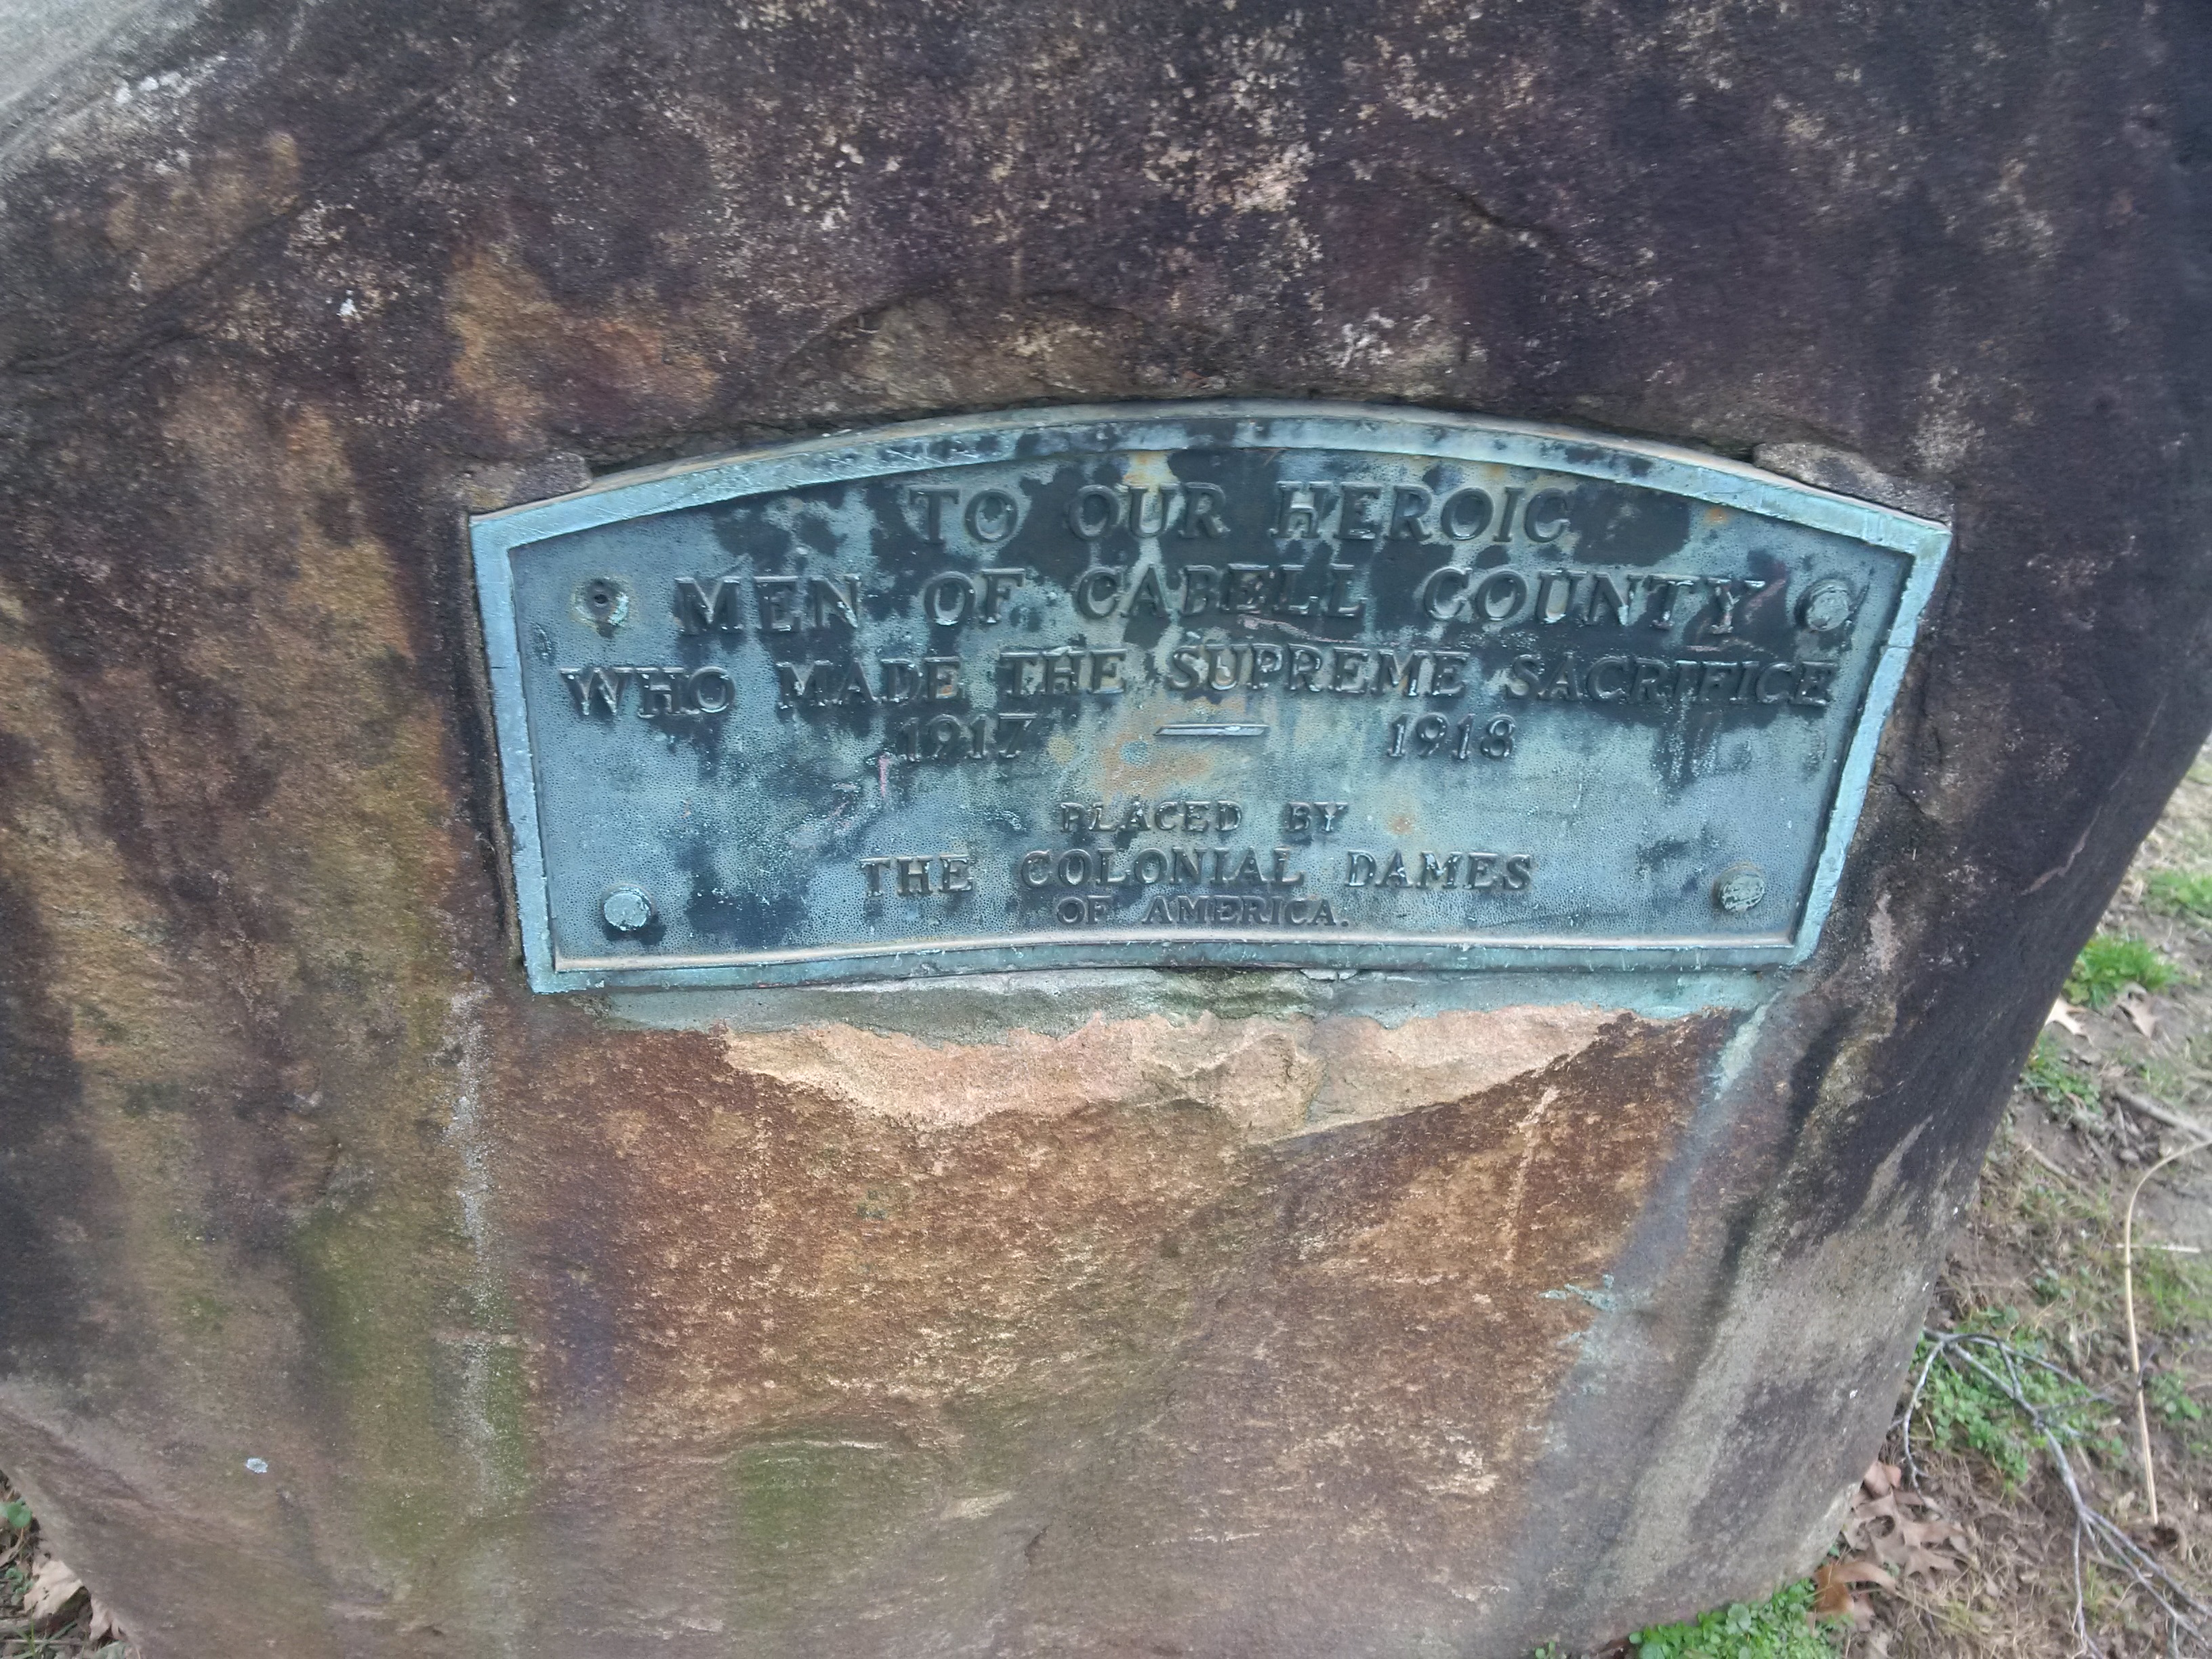 TO OUR HEROIC
MEN OF CABELL COUNTY
WHO MADE THE SUPREME SACRIFICE
1917 — 1918
PLACED BY
THE COLONIAL DAMES
OF AMERICA.